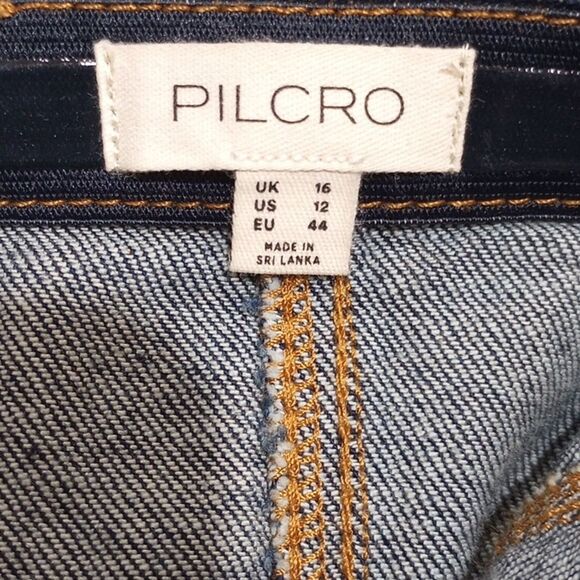 PILCRO
UK 16
US 12
EU 44
MADE IN
SRI LANKA